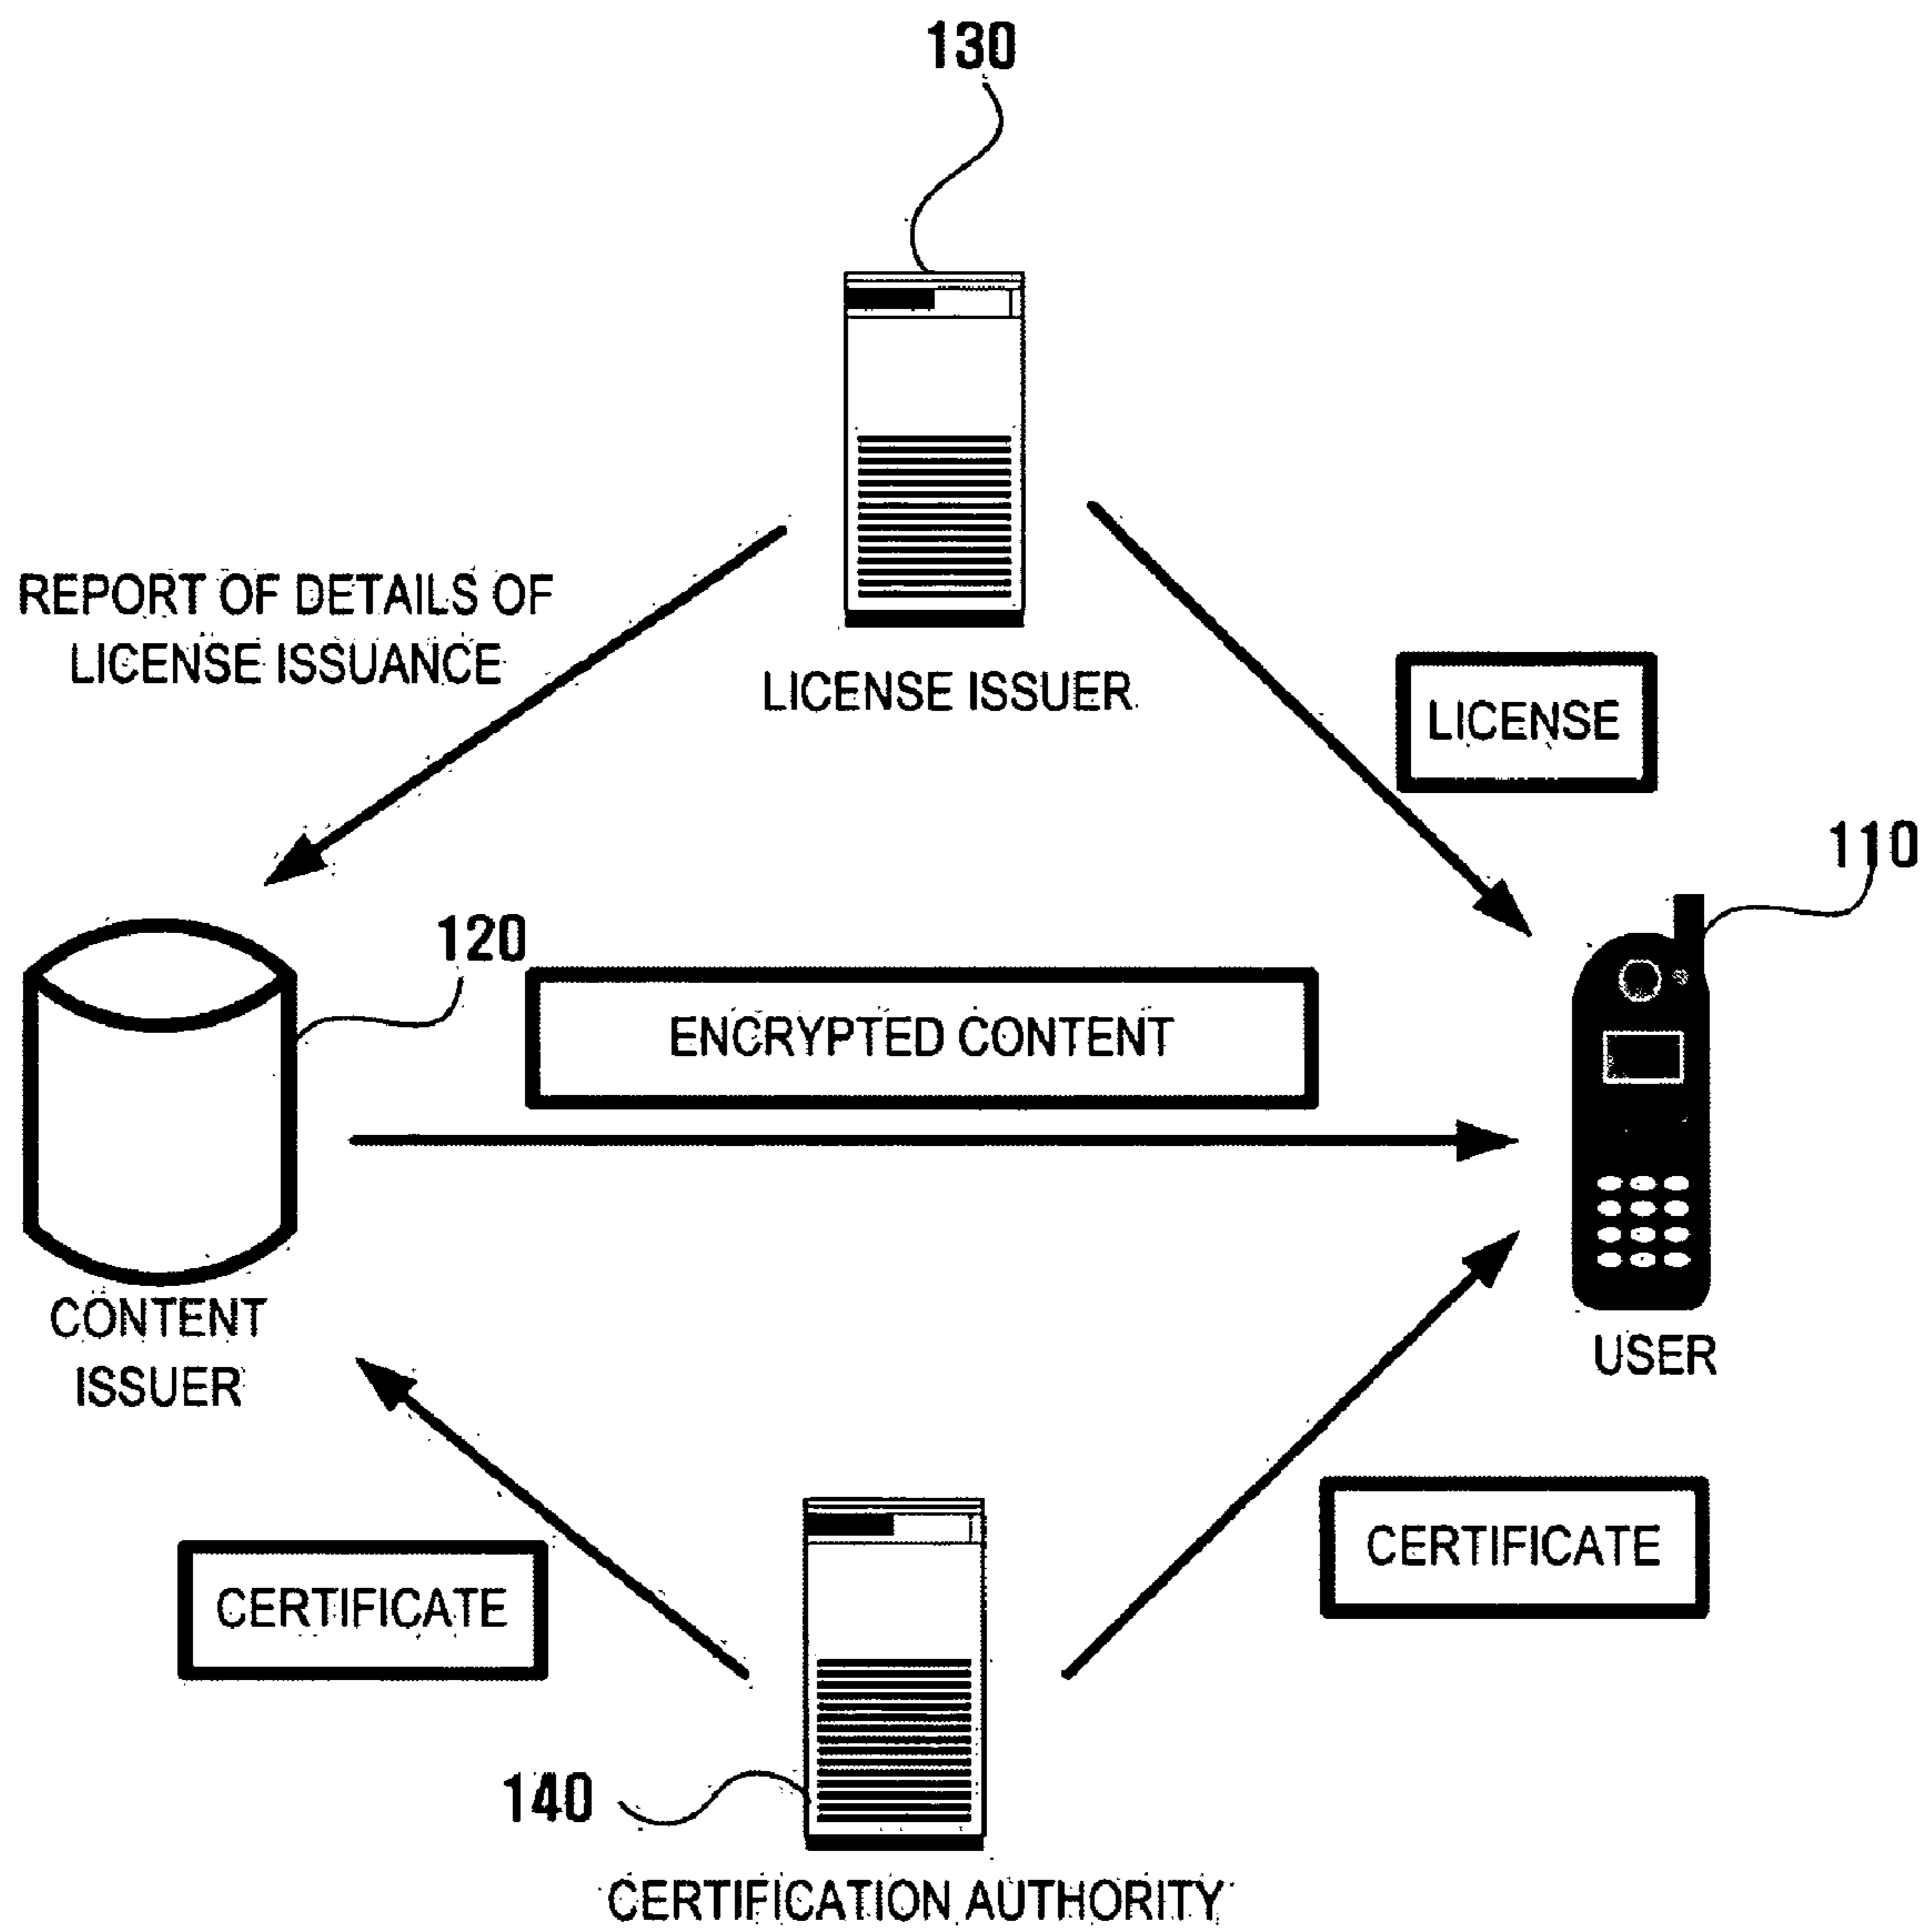 130
REPORT OF DETAILS OF
LICENSE ISSUANCE
LICENSE ISSUER
LICENSE
110
120
ENCRYPTED CONTENT
CONTENT
ISSUER
USER
CERTIFICATE
CERTIFICATE
140
CERTIFICATION AUTHORITY